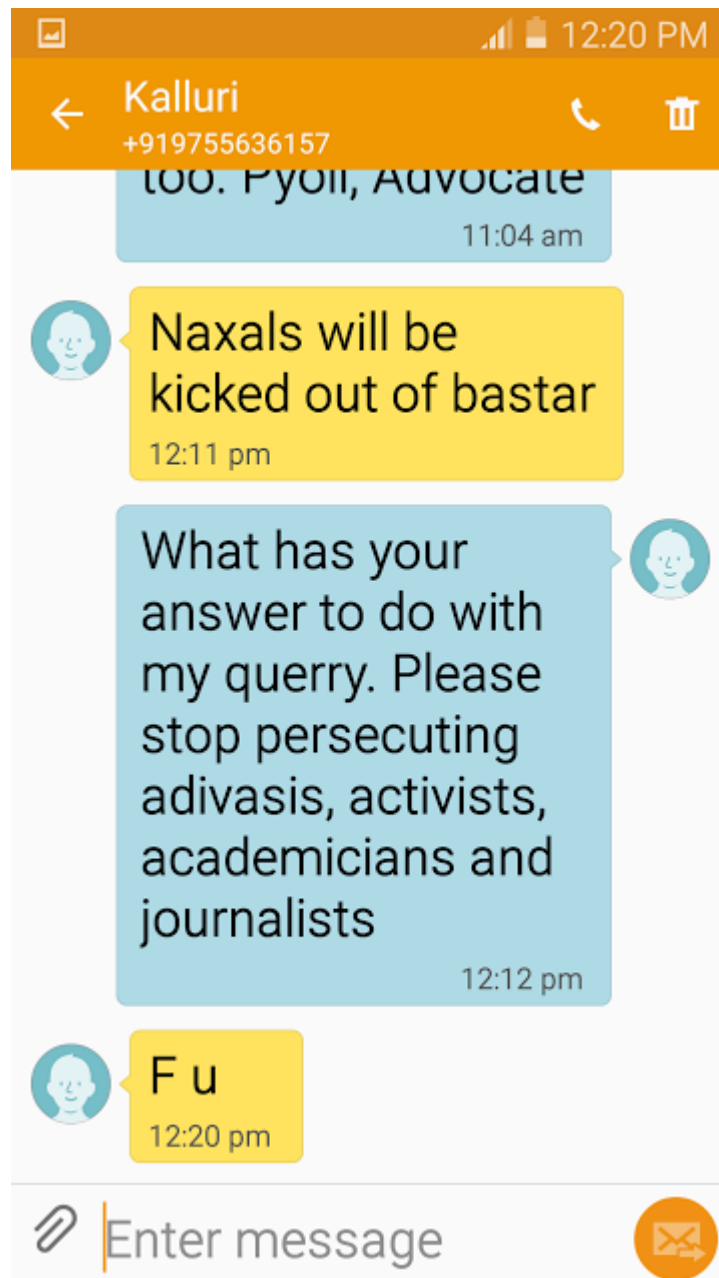 12:20 PM
Kalluri
+919755636157
too. Pyoli, Advocate
11:04 am
Naxals will be
kicked out of bastar
12:11 pm
What has your
answer to do with
my querry. Please
stop persecuting
adivasis, activists,
academicians and
journalists
12:12 pm
F u
12:20 pm
Enter message